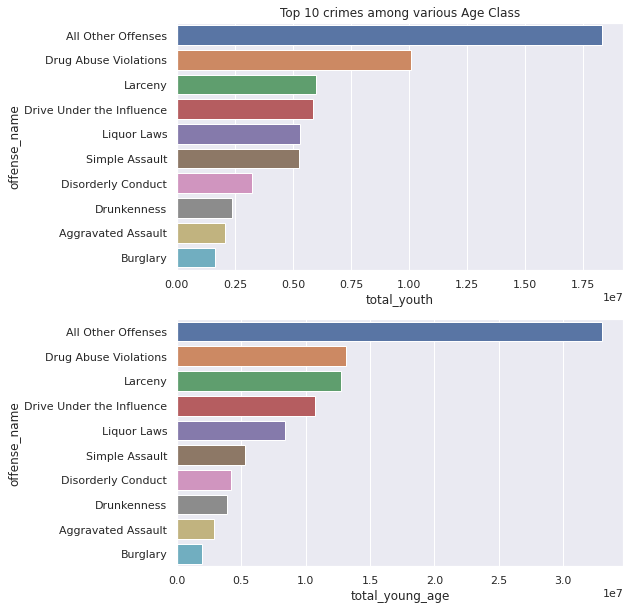 Top 10 crimes among various Age Class
All Other Offenses
Drug Abuse Violations
Larceny
Drive Under the Influence
Liquor Laws
Simple Assault
Disorderly Conduct
Drunkenness
Aggravated Assault
Burglary
offense_name
0.00 0.25 0.50 0.75 1.00 1.25 1.50 1.75
1e7
total_youth
All Other Offenses
Drug Abuse Violations
Larceny
Drive Under the Influence
Liquor Laws
Simple Assault
Disorderly Conduct
Drunkenness
Aggravated Assault
Burglary
offense_name
0.0 0.5 1.0 1.5 2.0 2.5 3.0
1e7
total_young_age